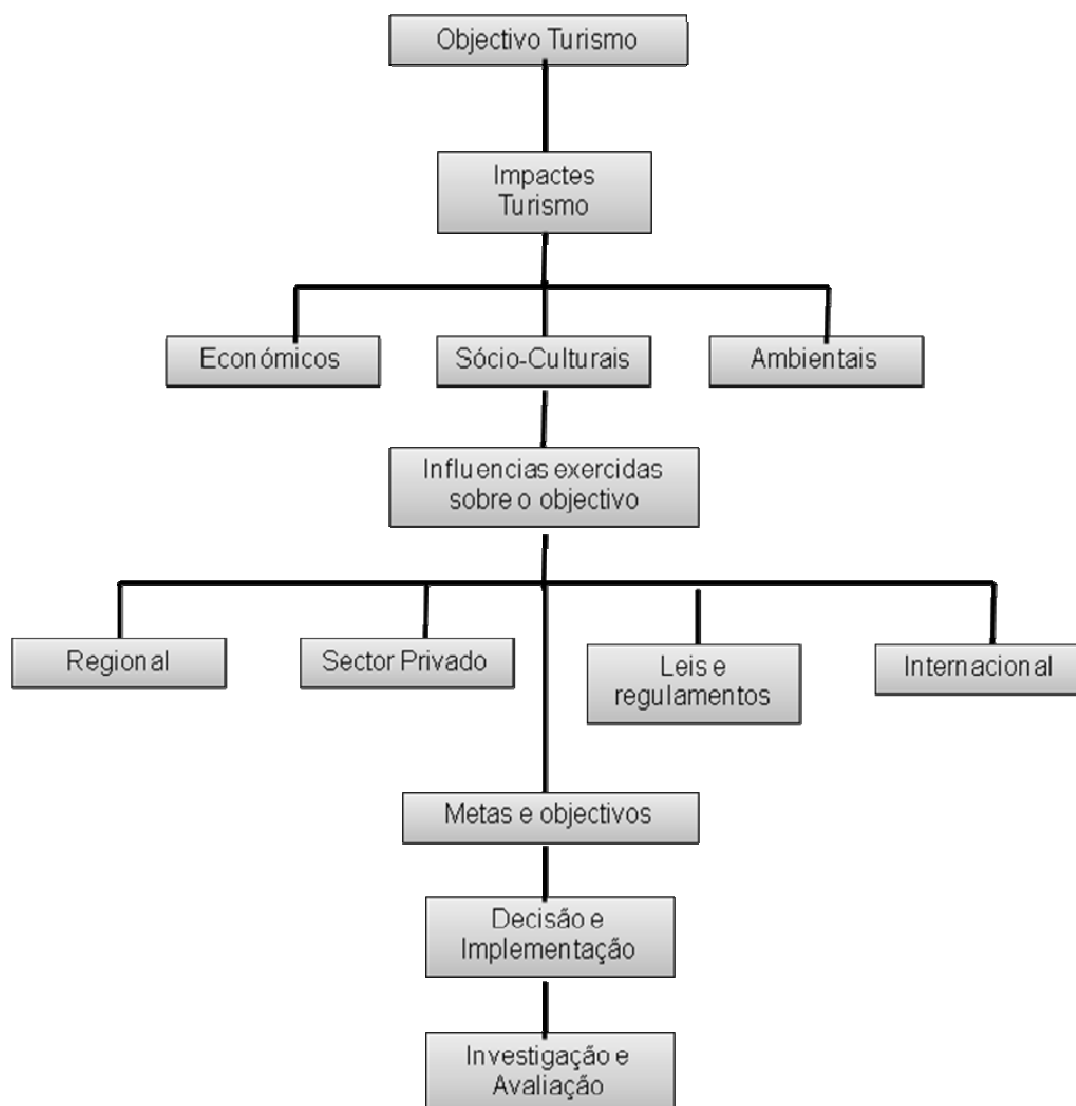 Objectivo Turismo
Impactes
Turismo
Económicos
Sócio-Culturais
Ambientais
Influencias exercidas
sobre o objectivo
Regional
Sector Privado
Leis e
regulamentos
Internacional
Metas e objectivos
Decisão e
Implementação
Investigação e
Avaliação